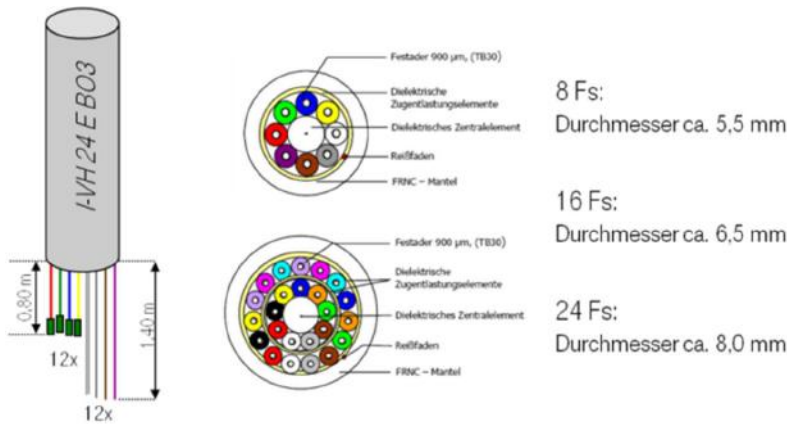 I-VH 24 E BO3
0,80 m
1,40 m
12x
12x
Festader 900 µm, (TB30)
Dielektrische
Zugentlastungselemente
Dielektrisches Zentralelement
Reißfaden
FRNC – Mantel
Festader 900 µm, (TB30)
Dielektrische
Zugentlastungselemente
Dielektrisches Zentralelement
Reißfaden
FRNC – Mantel
8 Fs:
Durchmesser ca. 5,5 mm
16 Fs:
Durchmesser ca. 6,5 mm
24 Fs:
Durchmesser ca. 8,0 mm